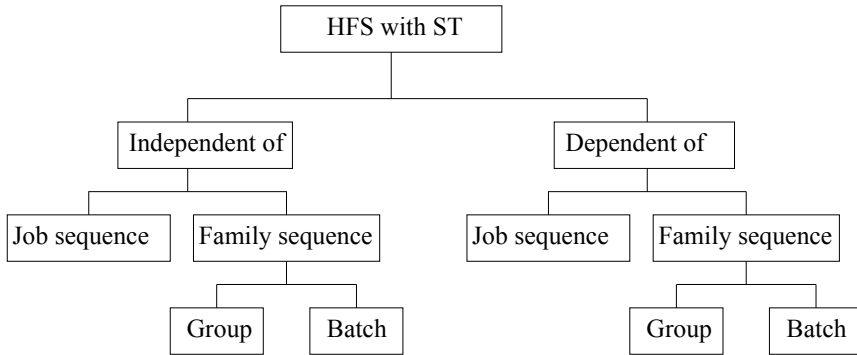 HFS with ST
Independent of
Dependent of
Job sequence
Family sequence
Job sequence
Family sequence
Group
Batch
Group
Batch